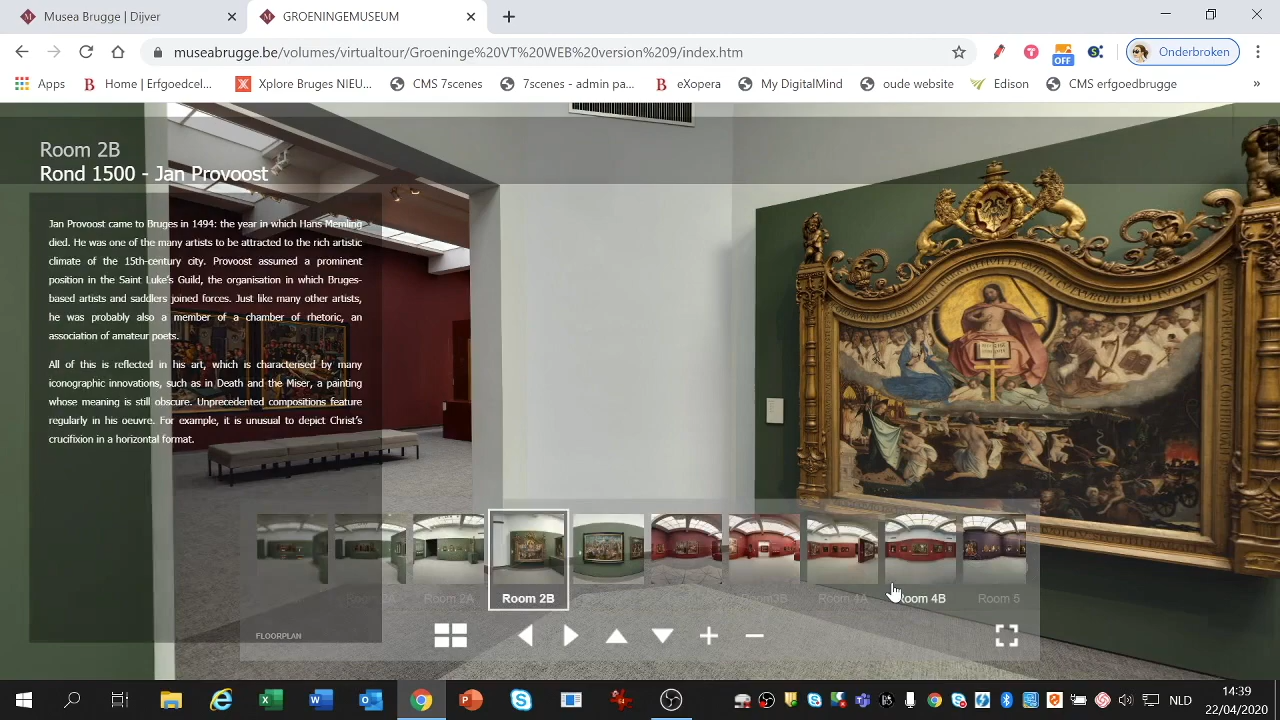 Musea Brugge | Dijver
GROENINGEMUSEUM
museabrugge.be/volumes/virtualtour/Groeninge%20VT%20WEB%20version%209/index.htm
OFF
Onderbroken
Apps
Home | Erfgoedcel...
Xplore Bruges NIEU...
CMS 7scenes
7scenes - admin pa...
eXopera
My DigitalMind
oude website
Edison
CMS erfgoedbrugge
»
Room 2B
Rond 1500 - Jan Provoost
Jan Provoost came to Bruges in 1494: the year in which Hans Memling
died. He was one of the many artists to be attracted to the rich artistic
climate of the 15th-century city. Provoost assumed a prominent
position in the Saint Luke's Guild, the organisation in which Bruges-
based artists and saddlers joined forces. Just like many other artists,
he was probably also a member of a chamber of rhetoric, an
association of amateur poets.
All of this is reflected in his art, which is characterised by many
iconographic innovations, such as in Death and the Miser, a painting
whose meaning is still obscure. Unprecedented compositions feature
regularly in his oeuvre. For example, it is unusual to depict Christ's
crucifixion in a horizontal format.
Room 2A
Room 2B
Room 4A
Room 4B
Room 5
FLOORPLAN
NLD
14:39
22/04/2020